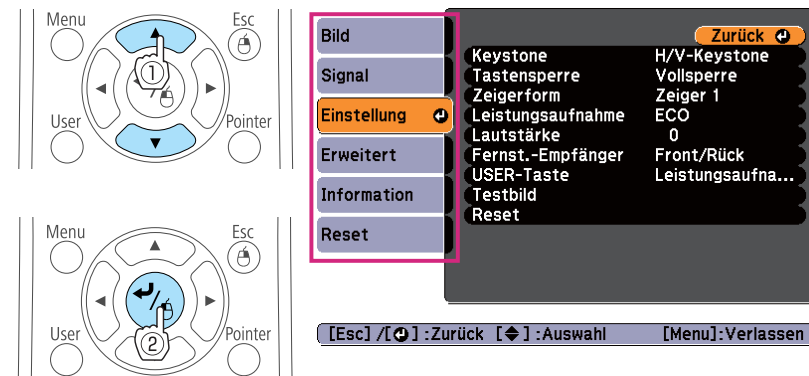 Menu
Esc
1
User
Pointer
Menu
Esc
User
2
Pointer
Bild
Signal
Einstellung
Erweitert
Information
Reset
Zurück
Keystone H/V-Keystone
Tastensperre Vollsperre
Zeigerform Zeiger 1
Leistungsaufnahme ECO
Lautstärke 0
Fernst.-Empfänger Front/Rück
USER-Taste Leistungsaufna...
Testbild
Reset
[Esc] /[ ] :Zurück [ ] :Auswahl [Menu]:Verlassen